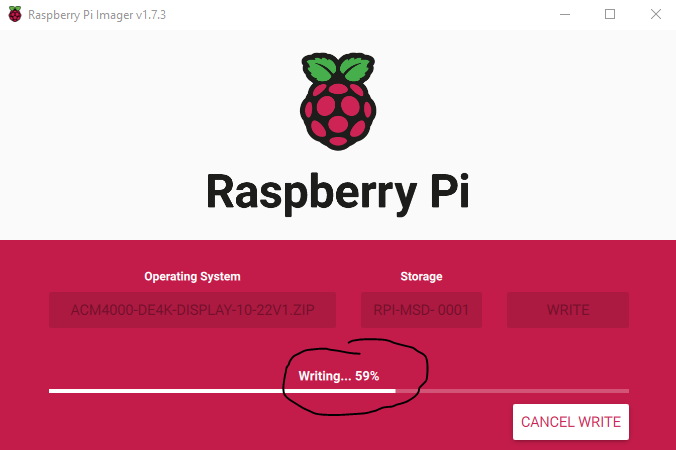 Raspberry Pi Imager v1.7.3
Raspberry Pi
Operating System Storage
ACM4000-DE4K-DISPLAY-10-22V1.ZIP RPI-MSD- 0001 WRITE
Writing... 59%
CANCEL WRITE